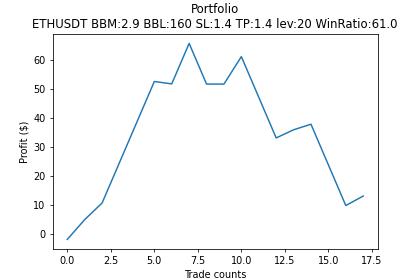 Portfolio
ETHUSDT BBM:2.9 BBL:160 SL:1.4 TP:1.4 lev:20 WinRatio:61.0
60
50
40
30
20
10
0
Profit ($)
0.0 2.5 5.0 7.5 10.0 12.5 15.0 17.5
Trade counts